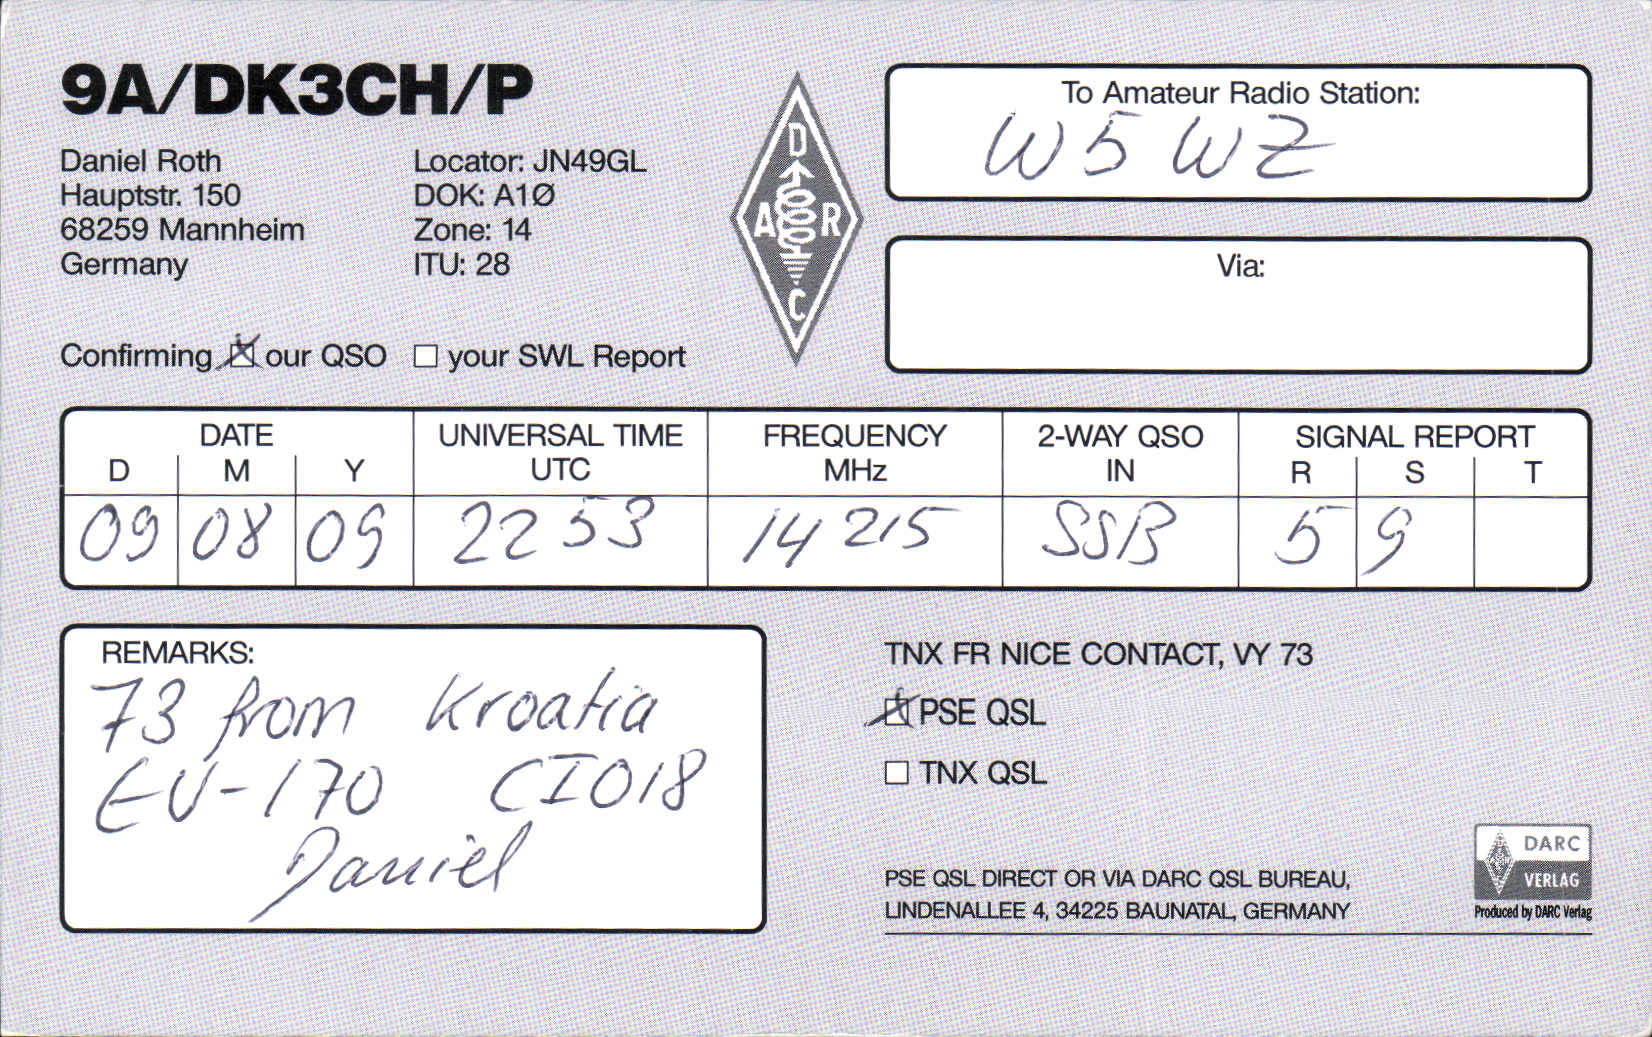 9A/DK3CH/P
Daniel Roth
Hauptstr. 150
68259 Mannheim
Germany
Locator: JN49GL
DOK: A1Ø
Zone: 14
ITU: 28
D
A R
C
To Amateur Radio Station:
W5WZ
Via:
Confirming our QSO your SWL Report
DATE UNIVERSAL TIME FREQUENCY 2-WAY QSO SIGNAL REPORT
D M Y UTC MHz IN R S T
09 08 09 2253 14215 SSB 5 9
REMARKS:
73 from Kroatia
EU-170 CI018
Daniel
TNX FR NICE CONTACT, VY 73
PSE QSL
TNX QSL
PSE QSL DIRECT OR VIA DARC QSL BUREAU,
LINDENALLEE 4, 34225 BAUNATAL, GERMANY
DARC
VERLAG
Produced by DARC Verlag